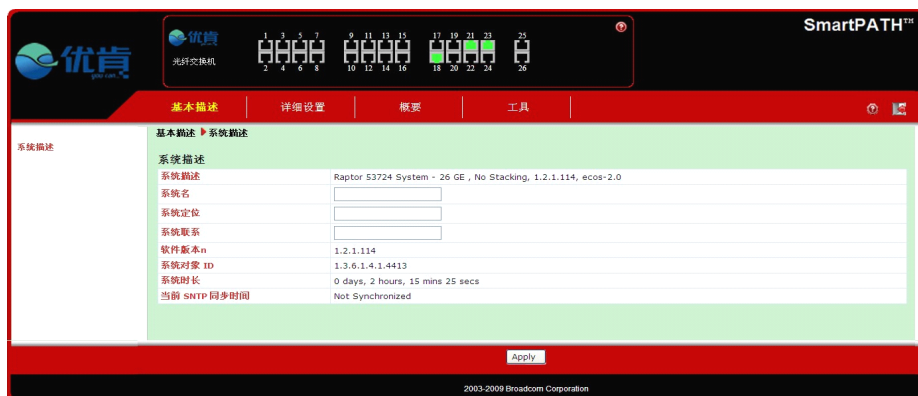 优肯
you can.
优肯
光纤交换机
1 3 5 7 9 11 13 15 17 19 21 23 25
2 4 6 8 10 12 14 16 18 20 22 24 26
SmartPATH™
基本描述 详细设置 概要 工具
系统描述
基本描述 系统描述
系统描述
系统描述 Raptor 53724 System - 26 GE , No Stacking, 1.2.1.114, ecos-2.0
系统名
系统定位
系统联系
软件版本n 1.2.1.114
系统对象 ID 1.3.6.1.4.1.4413
系统时长 0 days, 2 hours, 15 mins 25 secs
当前 SNTP 同步时间 Not Synchronized
Apply
2003-2009 Broadcom Corporation